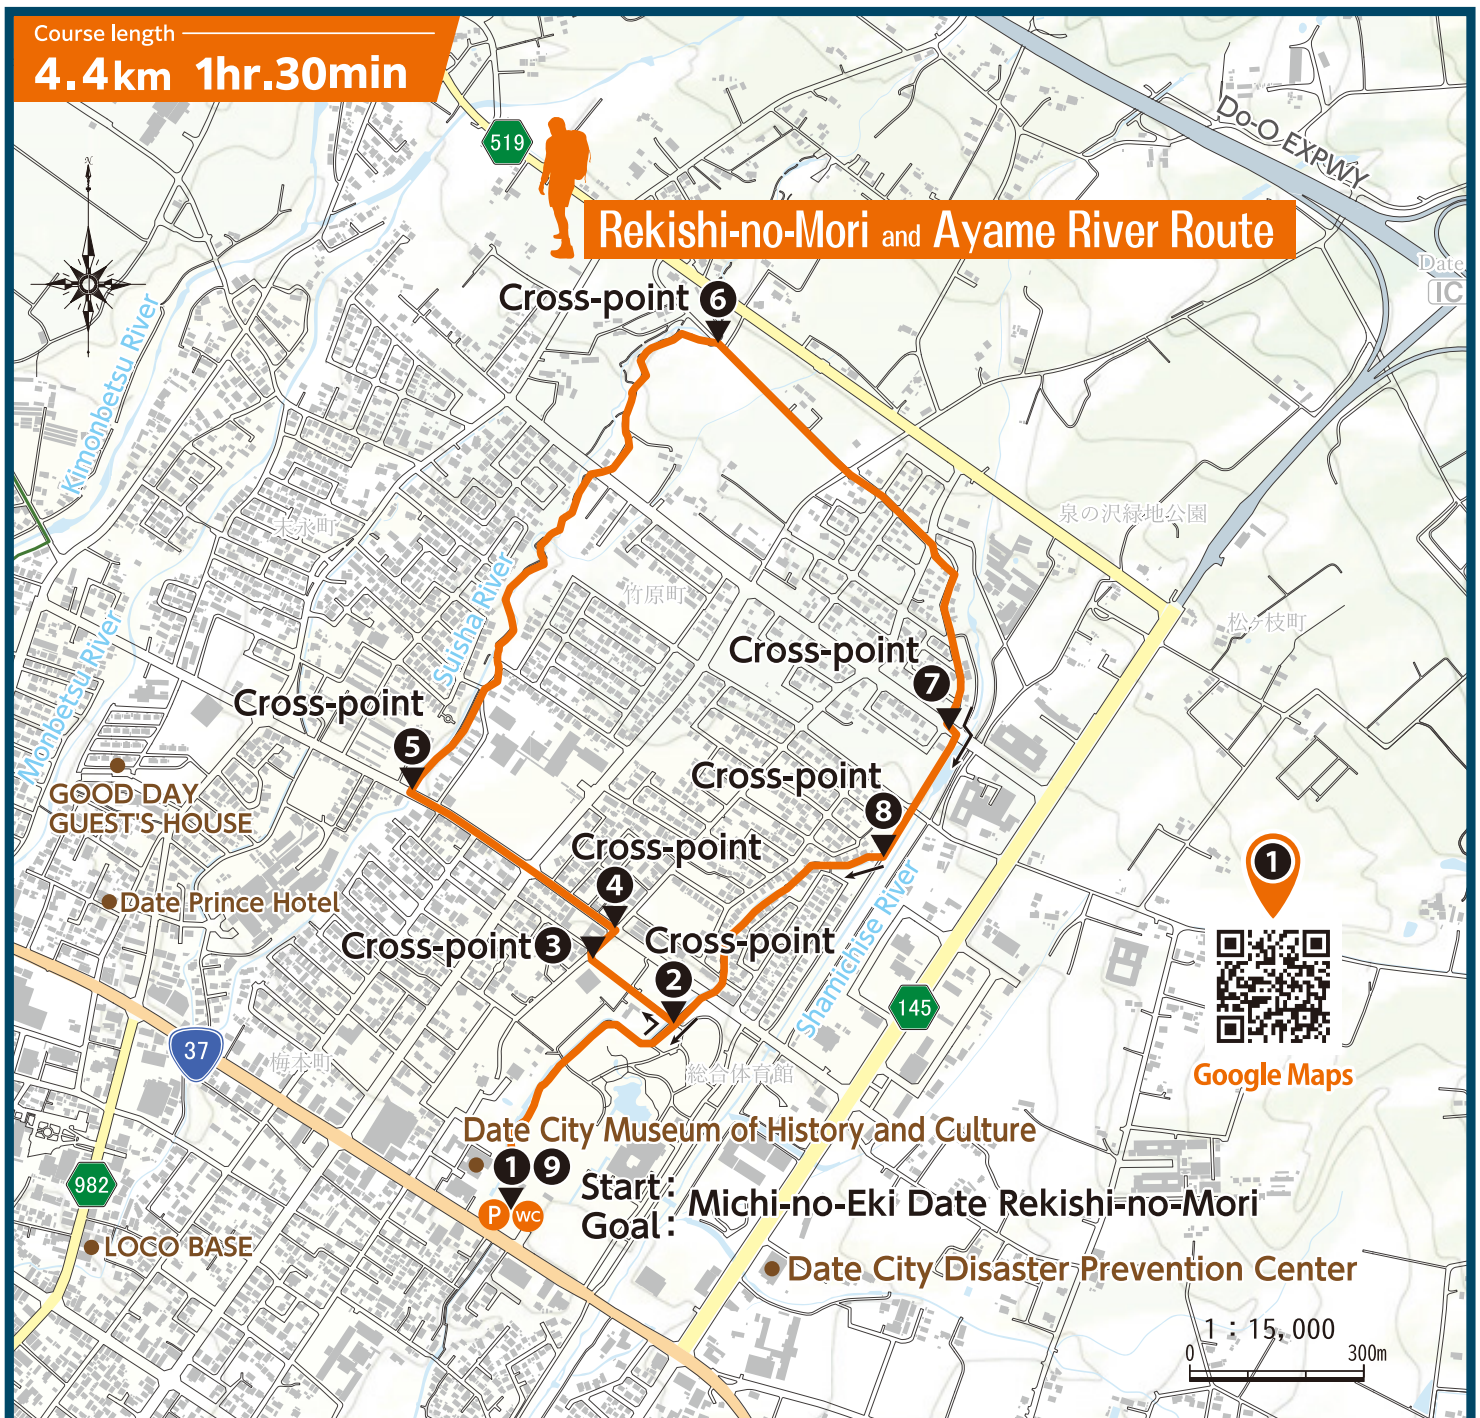 Course length
4.4km 1hr.30min
519
Do-O EXPWY
Rekishi-no-Mori and Ayame River Route
Date
IC
N
Cross-point 6
Kimonbetsu River
末永町
泉の沢緑地公園
Suisha River
竹原町
松ヶ枝町
Monbetsu River
Cross-point
7
Cross-point
5
GOOD DAY
GUEST'S HOUSE
Cross-point
8
Cross-point
4
1
Date Prince Hotel
Cross-point 3
Cross-point
2
Shamichise River
145
37
梅本町
総合体育館
Google Maps
Date City Museum of History and Culture
1 9
982
P WC
Start:
Goal:
Michi-no-Eki Date Rekishi-no-Mori
LOCO BASE
Date City Disaster Prevention Center
1 : 15,000
0 300m